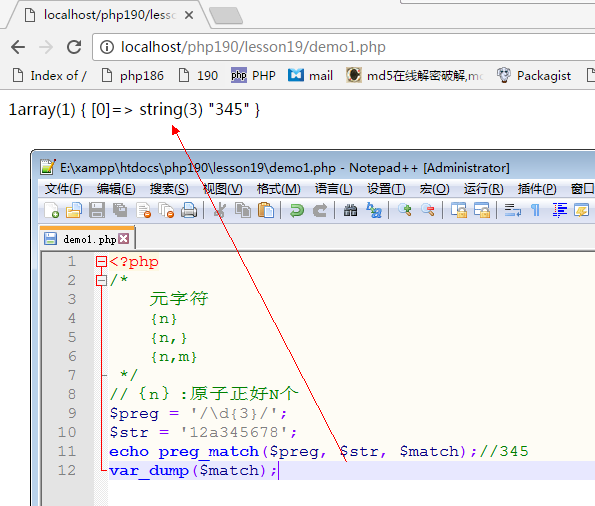 localhost/php190/lesso
localhost/php190/lesson19/demo1.php
Index of / php186 190 php PHP mail md5在线解密破解,mc Packagist
1array(1) { [0]=> string(3) "345" }
E:\xampp\htdocs\php190\lesson19\demo1.php - Notepad++ [Administrator]
文件(F) 编辑(E) 搜索(S) 视图(V) 格式(M) 语言(L) 设置(T) 宏(O) 运行(R) 插件(P) 窗口
demo1.php
1 <?php
2 /*
3 元字符
4 {n}
5 {n,}
6 {n,m}
7 */
8 // {n} :原子正好N个
9 $preg = '/\d{3}/';
10 $str = '12a345678';
11 echo preg_match($preg, $str, $match);//345
12 var_dump($match);